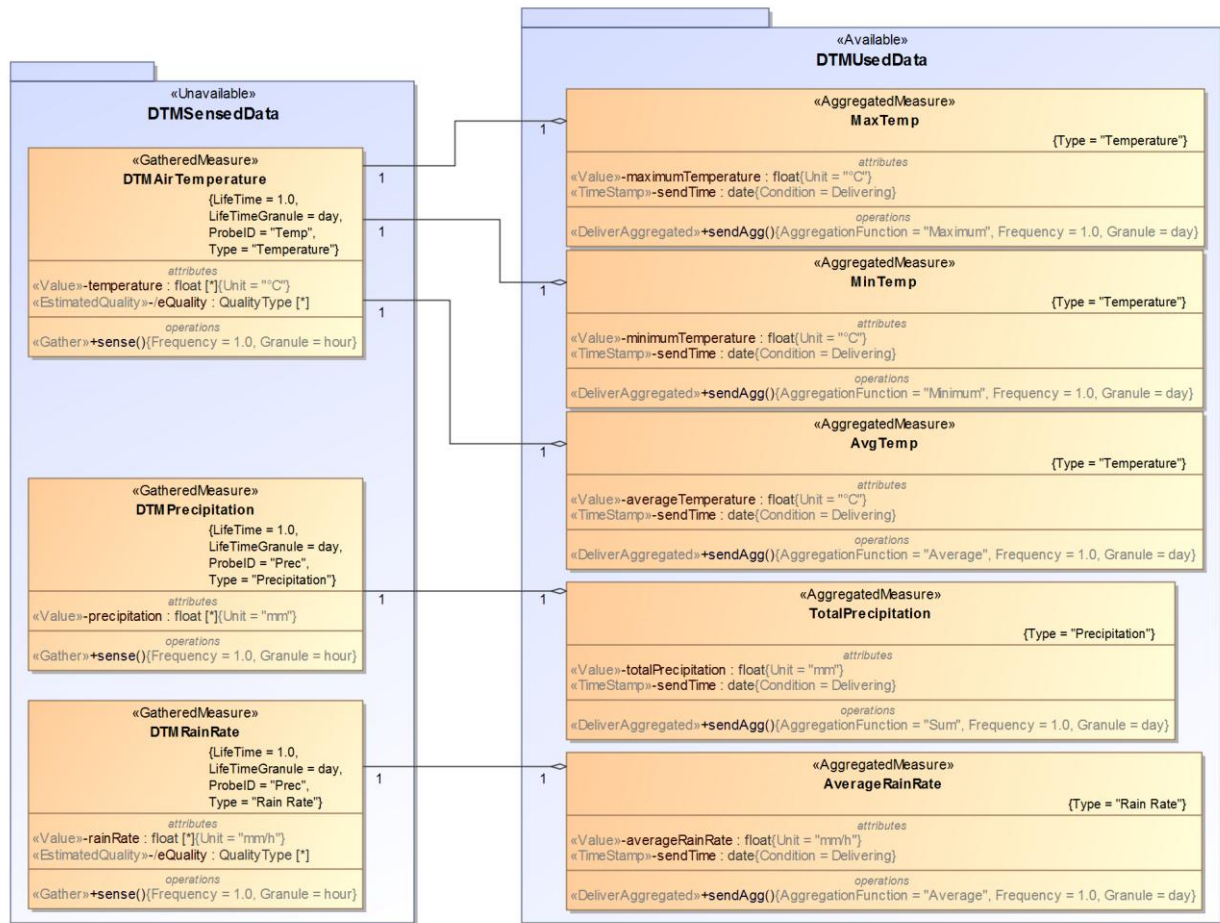 «Unavailable»
DTMSensedData
«GatheredMeasure»
DTMAirTemperature
{LifeTime = 1.0,
LifeTimeGranule = day,
ProbeID = "Temp",
Type = "Temperature"}
attributes
«Value»-temperature : float [*]{Unit = "°C"}
«EstimatedQuality»-/eQuality : QualityType [*]
operations
«Gather»+sense(){Frequency = 1.0, Granule = hour}
1
1
1
«GatheredMeasure»
DTMPrecipitation
{LifeTime = 1.0,
LifeTimeGranule = day,
ProbeID = "Prec",
Type = "Precipitation"}
attributes
«Value»-precipitation : float [*]{Unit = "mm"}
operations
«Gather»+sense(){Frequency = 1.0, Granule = hour}
1
«GatheredMeasure»
DTMRainRate
{LifeTime = 1.0,
LifeTimeGranule = day,
ProbeID = "Prec",
Type = "Rain Rate"}
attributes
«Value»-rainRate : float [*]{Unit = "mm/h"}
«EstimatedQuality»-/eQuality : QualityType [*]
operations
«Gather»+sense(){Frequency = 1.0, Granule = hour}
1
«Available»
DTMUsedData
1
«AggregatedMeasure»
MaxTemp
{Type = "Temperature"}
attributes
«Value»-maximumTemperature : float{Unit = "°C"}
«TimeStamp»-sendTime : date{Condition = Delivering}
operations
«DeliverAggregated»+sendAgg(){AggregationFunction = "Maximum", Frequency = 1.0, Granule = day}
1
«AggregatedMeasure»
MinTemp
{Type = "Temperature"}
attributes
«Value»-minimumTemperature : float{Unit = "°C"}
«TimeStamp»-sendTime : date{Condition = Delivering}
operations
«DeliverAggregated»+sendAgg(){AggregationFunction = "Minimum", Frequency = 1.0, Granule = day}
1
«AggregatedMeasure»
AvgTemp
{Type = "Temperature"}
attributes
«Value»-averageTemperature : float{Unit = "°C"}
«TimeStamp»-sendTime : date{Condition = Delivering}
operations
«DeliverAggregated»+sendAgg(){AggregationFunction = "Average", Frequency = 1.0, Granule = day}
1
«AggregatedMeasure»
TotalPrecipitation
{Type = "Precipitation"}
attributes
«Value»-totalPrecipitation : float{Unit = "mm"}
«TimeStamp»-sendTime : date{Condition = Delivering}
operations
«DeliverAggregated»+sendAgg(){AggregationFunction = "Sum", Frequency = 1.0, Granule = day}
1
«AggregatedMeasure»
AverageRainRate
{Type = "Rain Rate"}
attributes
«Value»-averageRainRate : float{Unit = "mm/h"}
«TimeStamp»-sendTime : date{Condition = Delivering}
operations
«DeliverAggregated»+sendAgg(){AggregationFunction = "Average", Frequency = 1.0, Granule = day}